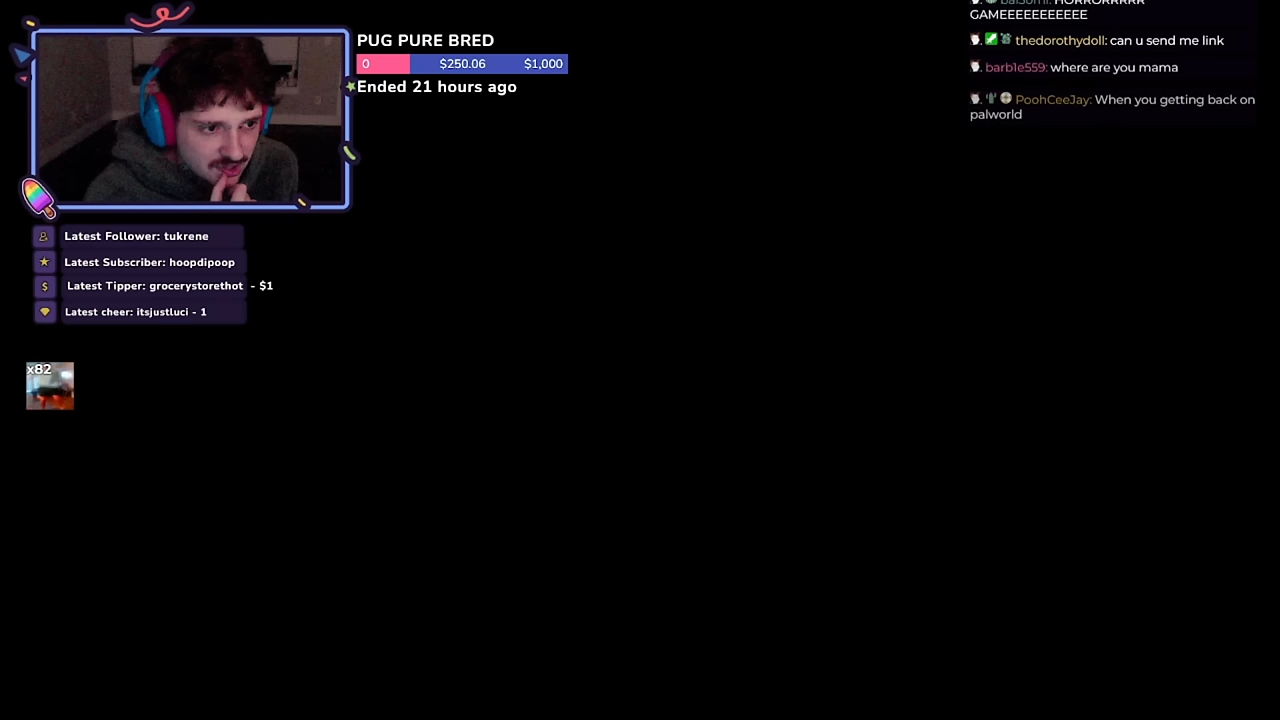 PUG PURE BRED
0 $250.06 $1,000
Ended 21 hours ago
Latest Follower: tukrene
Latest Subscriber: hoopdipoop
Latest Tipper: grocerystorethot - $1
Latest cheer: itsjustluci - 1
x82
GAMEEEEEEEEEEE
thedorothydoll: can u send me link
barb1e559: where are you mama
PoohCeeJay: When you getting back on
palworld